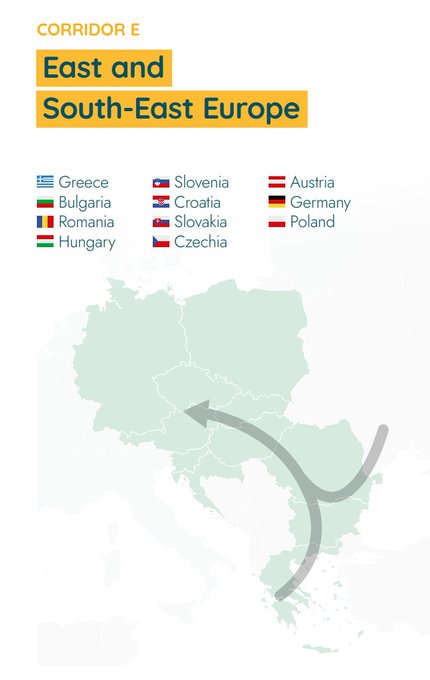 CORRIDOR E
East and
South-East Europe
Greece
Bulgaria
Romania
Hungary
Slovenia
Croatia
Slovakia
Czechia
Austria
Germany
Poland